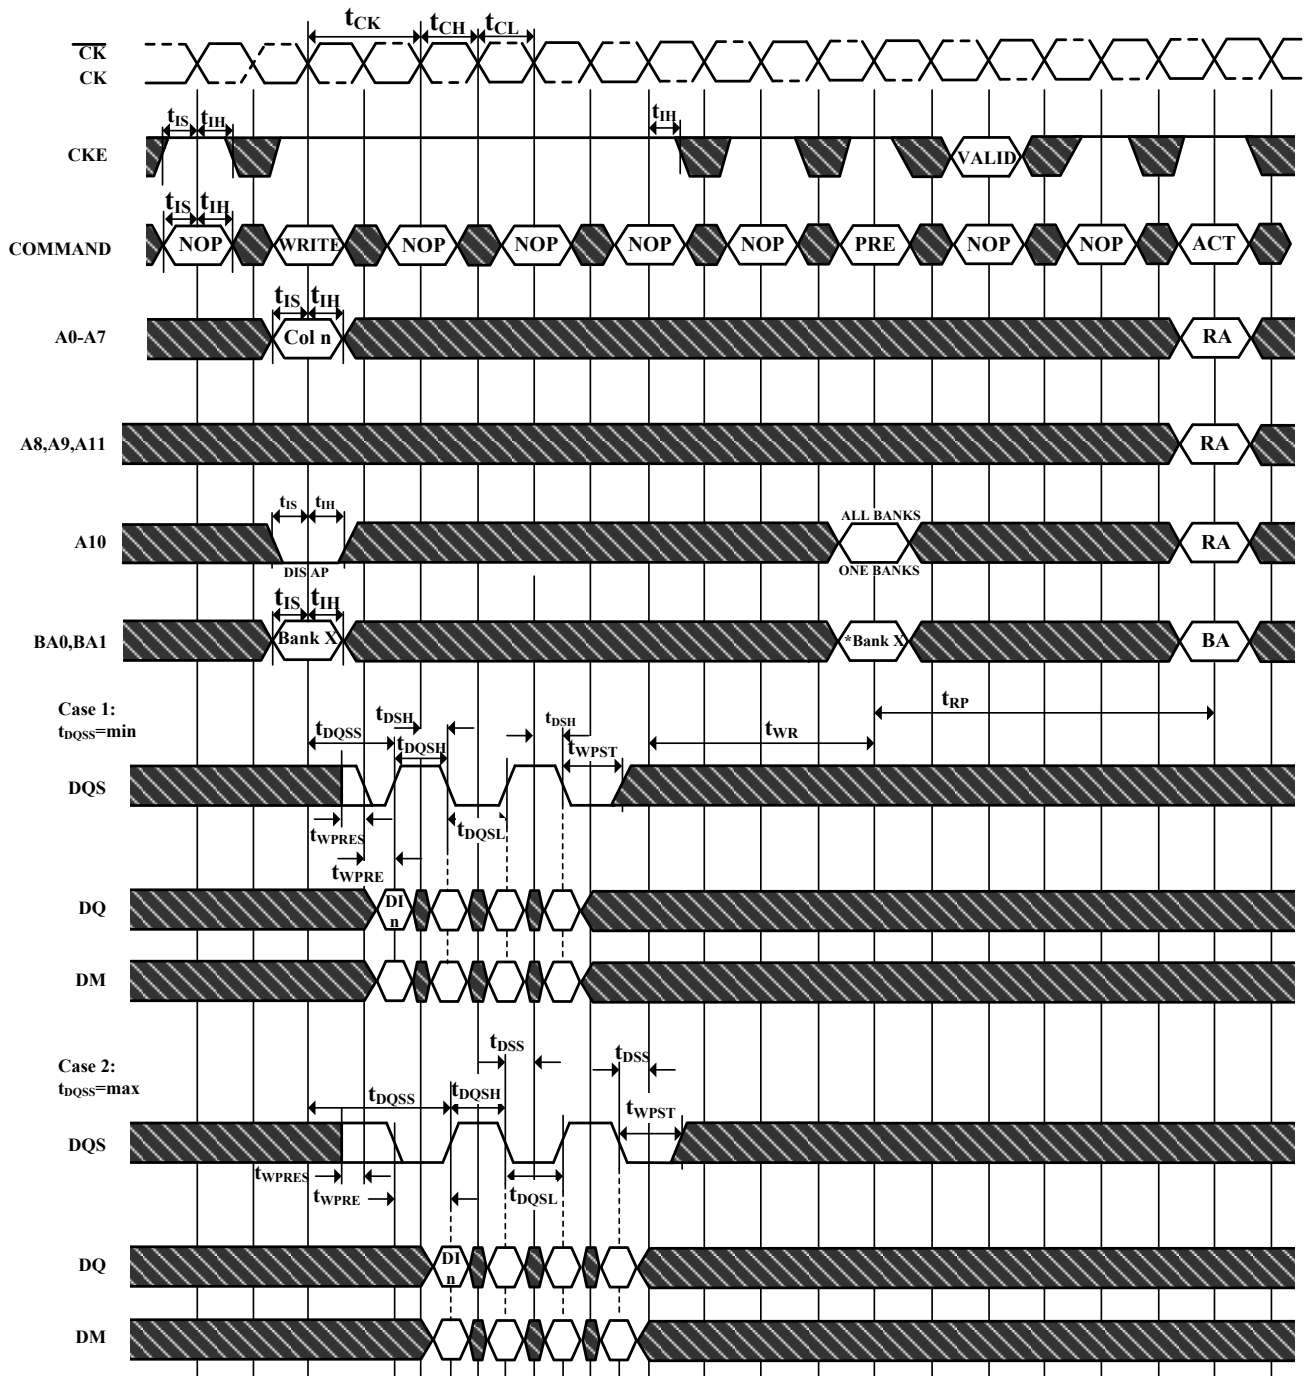 tCK tCH tCL
CK
CK
tIS tIH tIH
CKE VALID
tIS tIH
COMMAND NOP WRITE NOP NOP NOP NOP PRE NOP NOP ACT
tIS tIH
A0-A7 Col n RA
A8,A9,A11 RA
tIS tIH ALL BANKS
A10 RA
DIS AP ONE BANKS
tIS tIH
BA0,BA1 Bank X *Bank X BA
Case 1:
tDQSS=min
tDSH tDSH tRP
tDQSS tWR
tDQSH tWPST
DQS
tWPRES tDQSL
tWPRE
DQ DI
n
DM
Case 2:
tDQSS=max
tDSS tDSS
tDQSS tDQSH tWPST
DQS
tWPRES
tWPRE tDQSL
DQ DI
n
DM